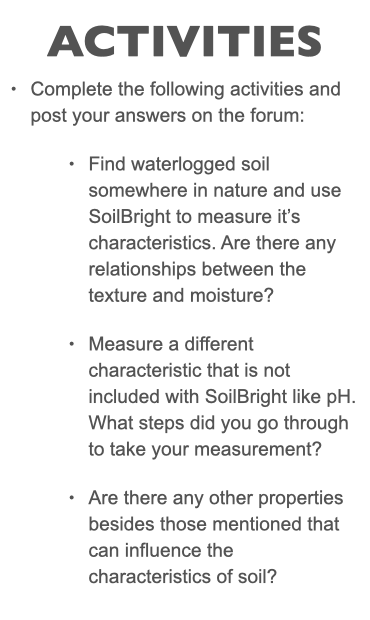 ACTIVITIES
• Complete the following activities and
post your answers on the forum:
• Find waterlogged soil
somewhere in nature and use
SoilBright to measure it’s
characteristics. Are there any
relationships between the
texture and moisture?
• Measure a different
characteristic that is not
included with SoilBright like pH.
What steps did you go through
to take your measurement?
• Are there any other properties
besides those mentioned that
can influence the
characteristics of soil?